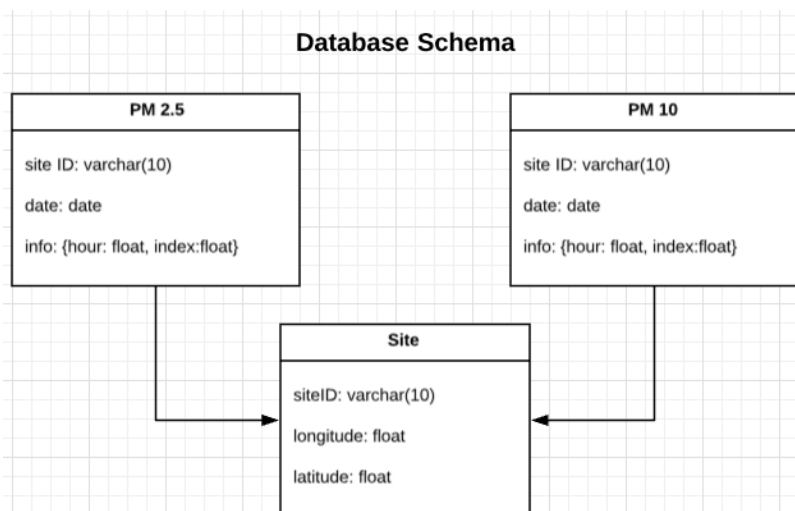 Database Schema
PM 2.5
site ID: varchar(10)
date: date
info: {hour: float, index:float}
PM 10
site ID: varchar(10)
date: date
info: {hour: float, index:float}
Site
siteID: varchar(10)
longitude: float
latitude: float